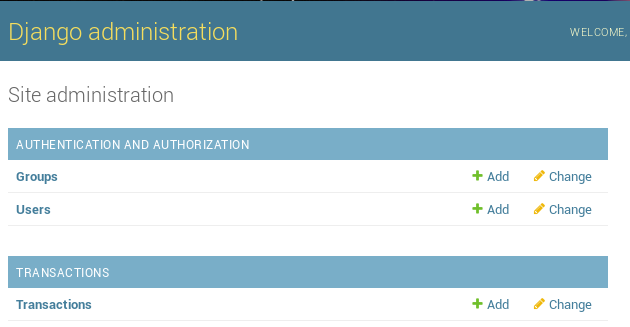 Django administration
WELCOME,
Site administration
AUTHENTICATION AND AUTHORIZATION
Groups Add Change
Users Add Change
TRANSACTIONS
Transactions Add Change